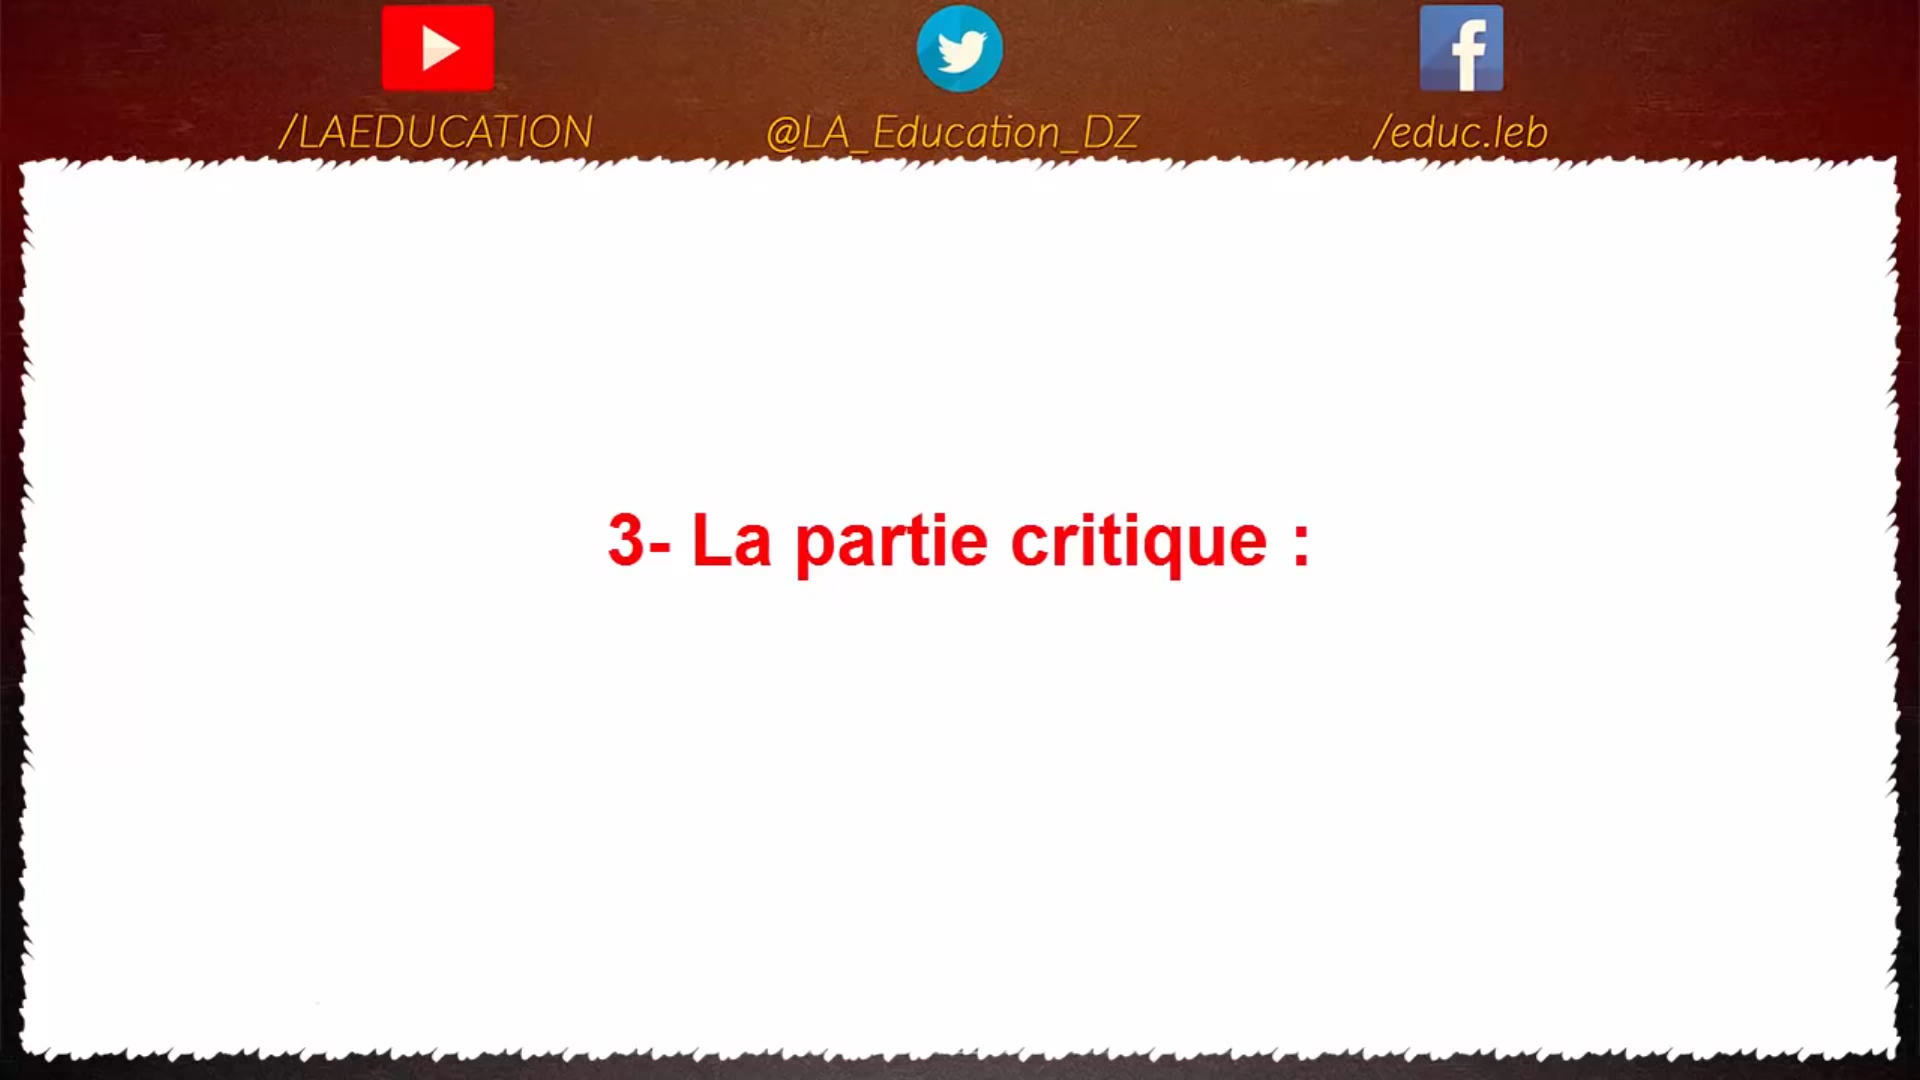 /LAEDUCATION
@LA_Education_DZ
/educ.leb
3- La partie critique :